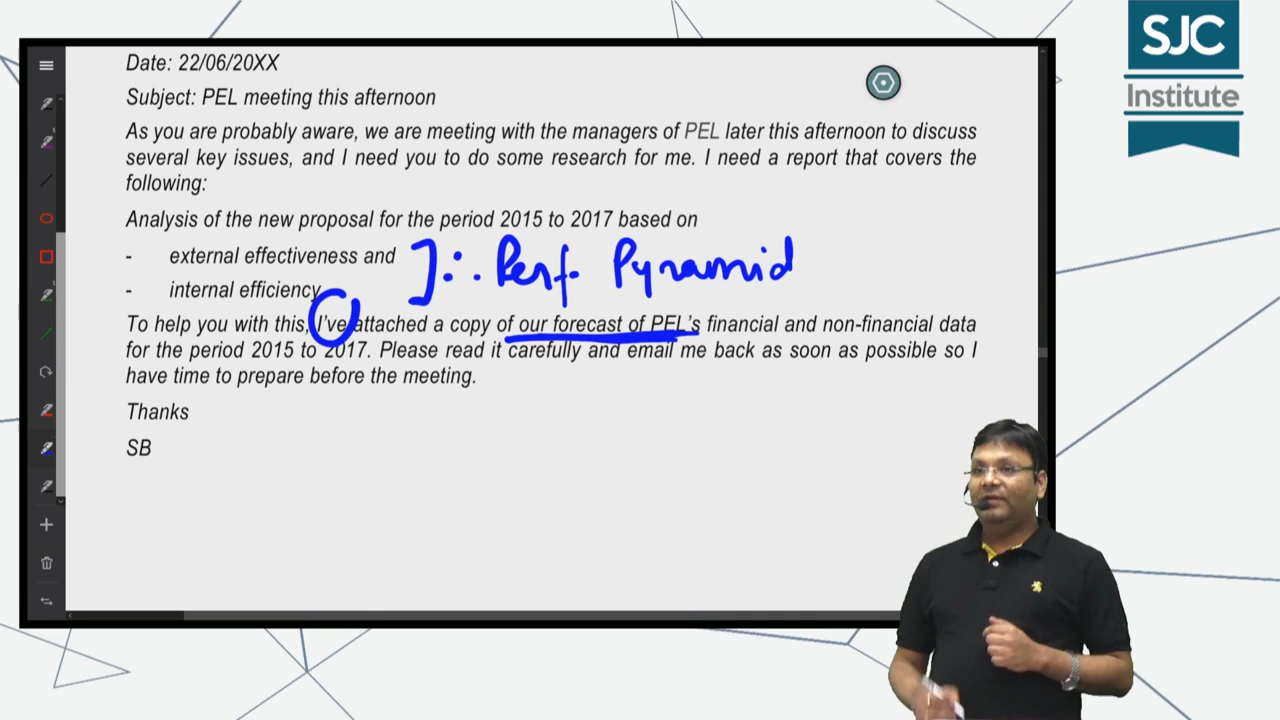 SJC
Institute
Date: 22/06/20XX
Subject: PEL meeting this afternoon
As you are probably aware, we are meeting with the managers of PEL later this afternoon to discuss
several key issues, and I need you to do some research for me. I need a report that covers the
following:
Analysis of the new proposal for the period 2015 to 2017 based on
- external effectiveness and
- internal efficiency
] ∴ Perf. Pyramid
To help you with this, I've attached a copy of our forecast of PEL's financial and non-financial data
for the period 2015 to 2017. Please read it carefully and email me back as soon as possible so I
have time to prepare before the meeting.
Thanks
SB